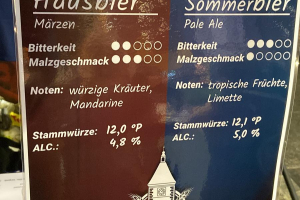 Hausbier
Märzen
Bitterkeit
Malzgeschmack
Noten: würzige Kräuter,
Mandarine
Stammwürze: 12,0 °P
ALC.: 4,8 %
Sommerbier
Pale Ale
Bitterkeit
Malzgeschmack
Noten: tropische Früchte,
Limette
Stammwürze: 12,1 °P
ALC.: 5,0 %